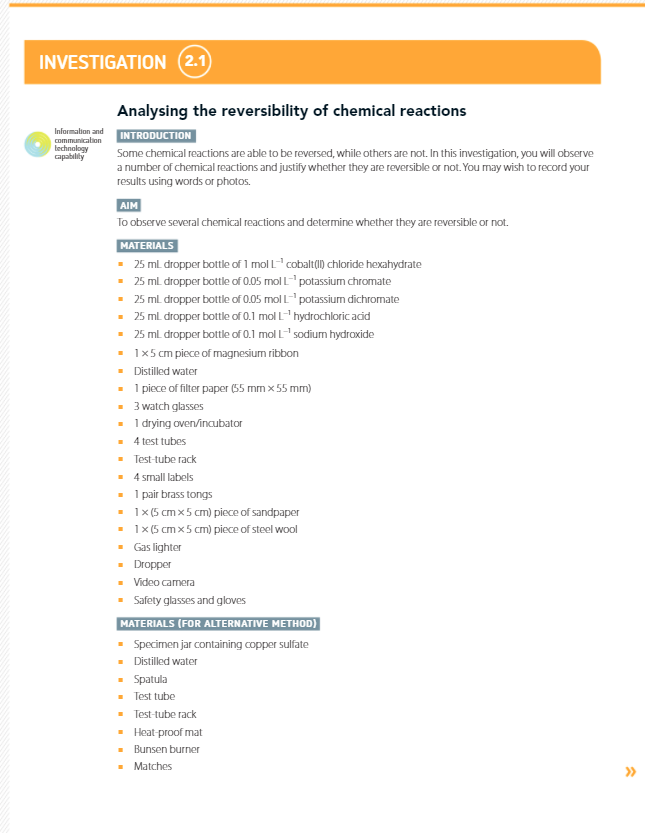 INVESTIGATION 2.1
Analysing the reversibility of chemical reactions
Information and
communication
technology
capability
INTRODUCTION
Some chemical reactions are able to be reversed, while others are not. In this investigation, you will observe
a number of chemical reactions and justify whether they are reversible or not. You may wish to record your
results using words or photos.
AIM
To observe several chemical reactions and determine whether they are reversible or not.
MATERIALS
▪ 25 mL dropper bottle of 1 mol L⁻¹ cobalt(II) chloride hexahydrate
▪ 25 mL dropper bottle of 0.05 mol L⁻¹ potassium chromate
▪ 25 mL dropper bottle of 0.05 mol L⁻¹ potassium dichromate
▪ 25 mL dropper bottle of 0.1 mol L⁻¹ hydrochloric acid
▪ 25 mL dropper bottle of 0.1 mol L⁻¹ sodium hydroxide
▪ 1 × 5 cm piece of magnesium ribbon
▪ Distilled water
▪ 1 piece of filter paper (55 mm × 55 mm)
▪ 3 watch glasses
▪ 1 drying oven/incubator
▪ 4 test tubes
▪ Test-tube rack
▪ 4 small labels
▪ 1 pair brass tongs
▪ 1 × (5 cm × 5 cm) piece of sandpaper
▪ 1 × (5 cm × 5 cm) piece of steel wool
▪ Gas lighter
▪ Dropper
▪ Video camera
▪ Safety glasses and gloves
MATERIALS (FOR ALTERNATIVE METHOD)
▪ Specimen jar containing copper sulfate
▪ Distilled water
▪ Spatula
▪ Test tube
▪ Test-tube rack
▪ Heat-proof mat
▪ Bunsen burner
▪ Matches
»